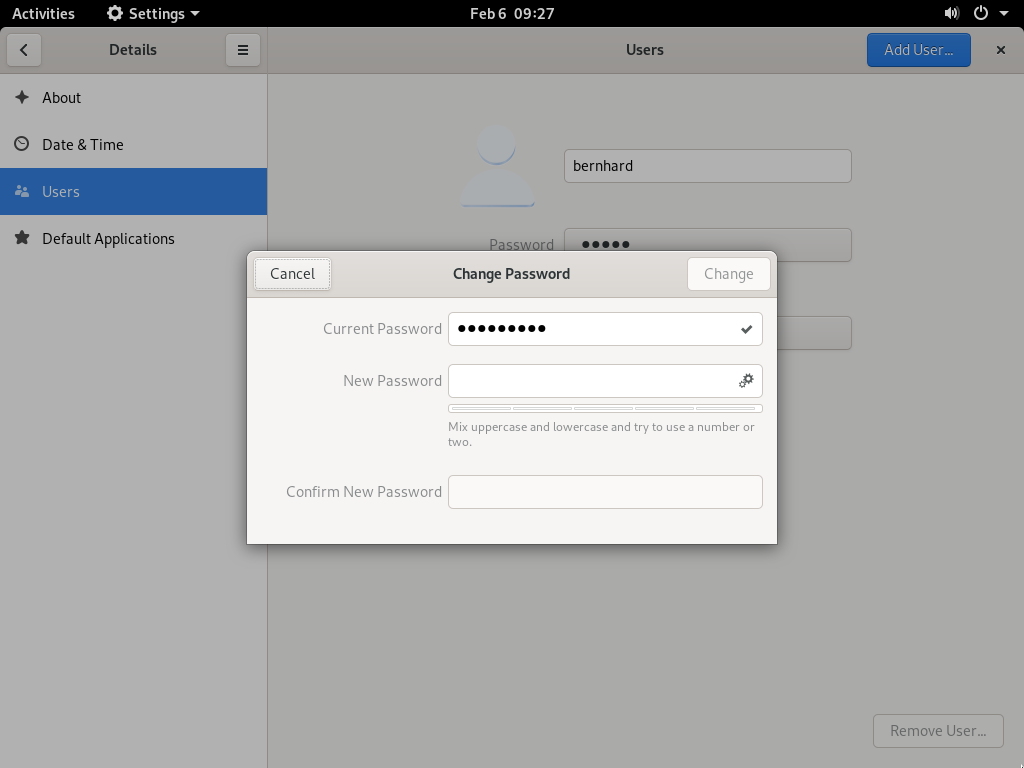 Activities
Settings
Feb 6 09:27
Details
Users
Add User…
About
Date & Time
Users
Default Applications
bernhard
Password
●●●●●
Cancel
Change Password
Change
Current Password
●●●●●●●●●
New Password
Mix uppercase and lowercase and try to use a number or
two.
Confirm New Password
Remove User…